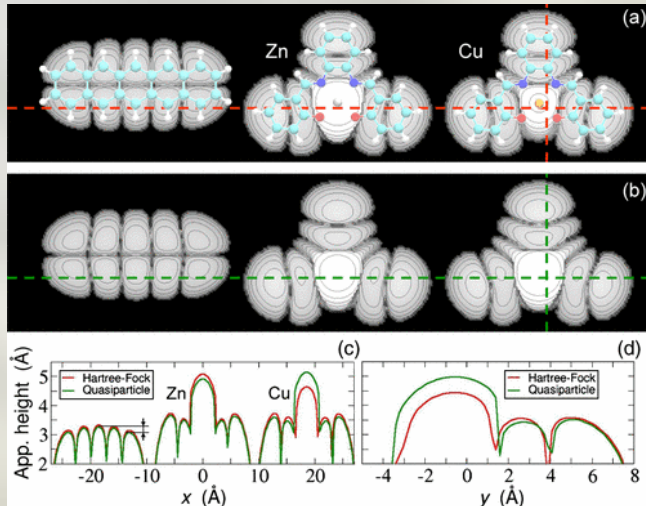 (a)
Zn
Cu
(b)
(c)
(d)
App. height (Å)
5
4
3
2
Hartree-Fock
Quasiparticle
Zn
Cu
Hartree-Fock
Quasiparticle
-20 -10 0 10 20
x (Å)
-4 -2 0 2 4 6 8
y (Å)